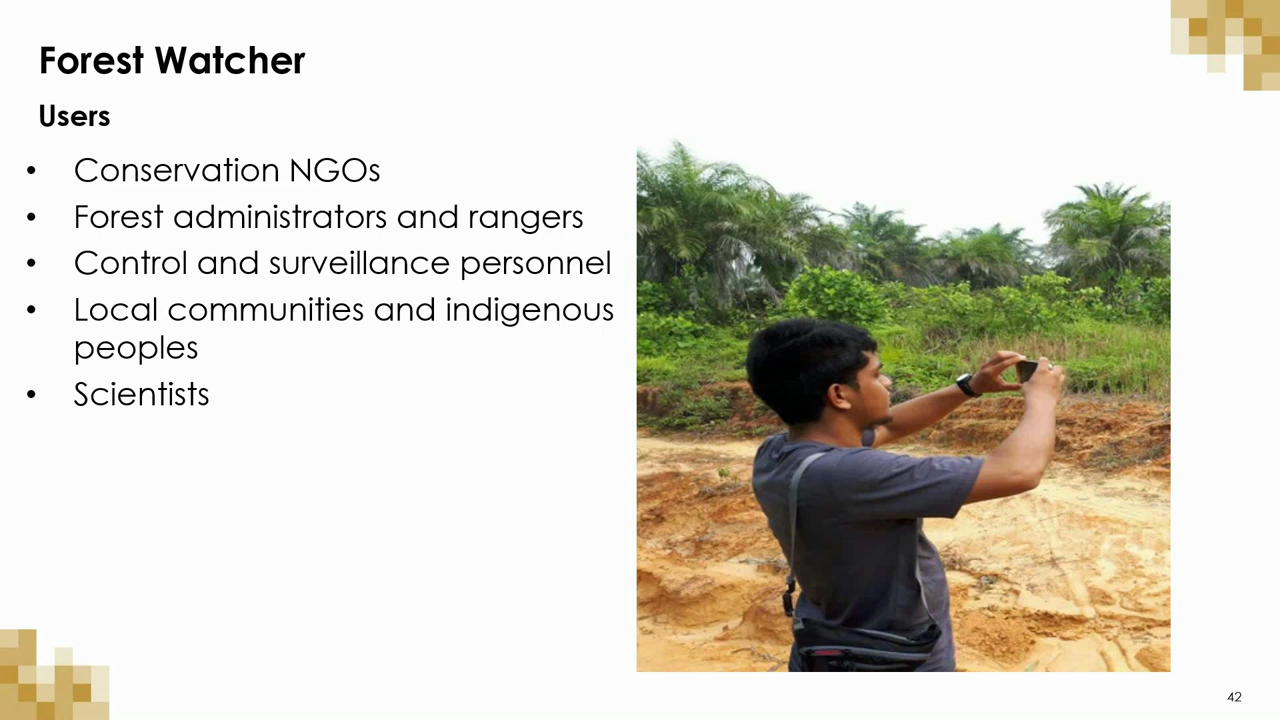 Forest Watcher
Users
• Conservation NGOs
• Forest administrators and rangers
• Control and surveillance personnel
• Local communities and indigenous
peoples
• Scientists
42